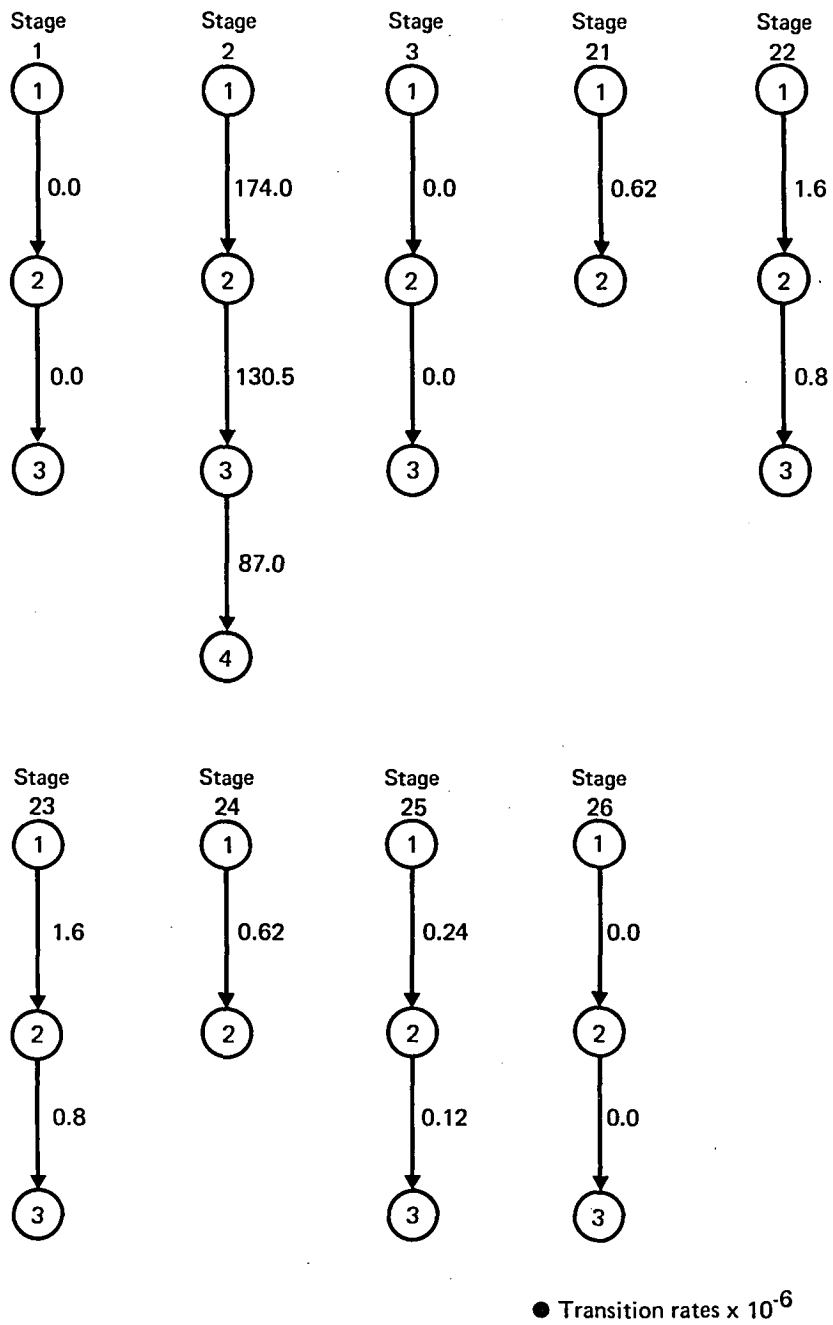 Stage Stage Stage Stage Stage
1 2 3 21 22
1 1 1 1 1
0.0 174.0 0.0 0.62 1.6
2 2 2 2 2
0.0 130.5 0.0 0.8
3 3 3 3
87.0
4
Stage Stage Stage Stage
23 24 25 26
1 1 1 1
1.6 0.62 0.24 0.0
2 2 2 2
0.8 0.12 0.0
3 3 3
● Transition rates x 10⁻⁶